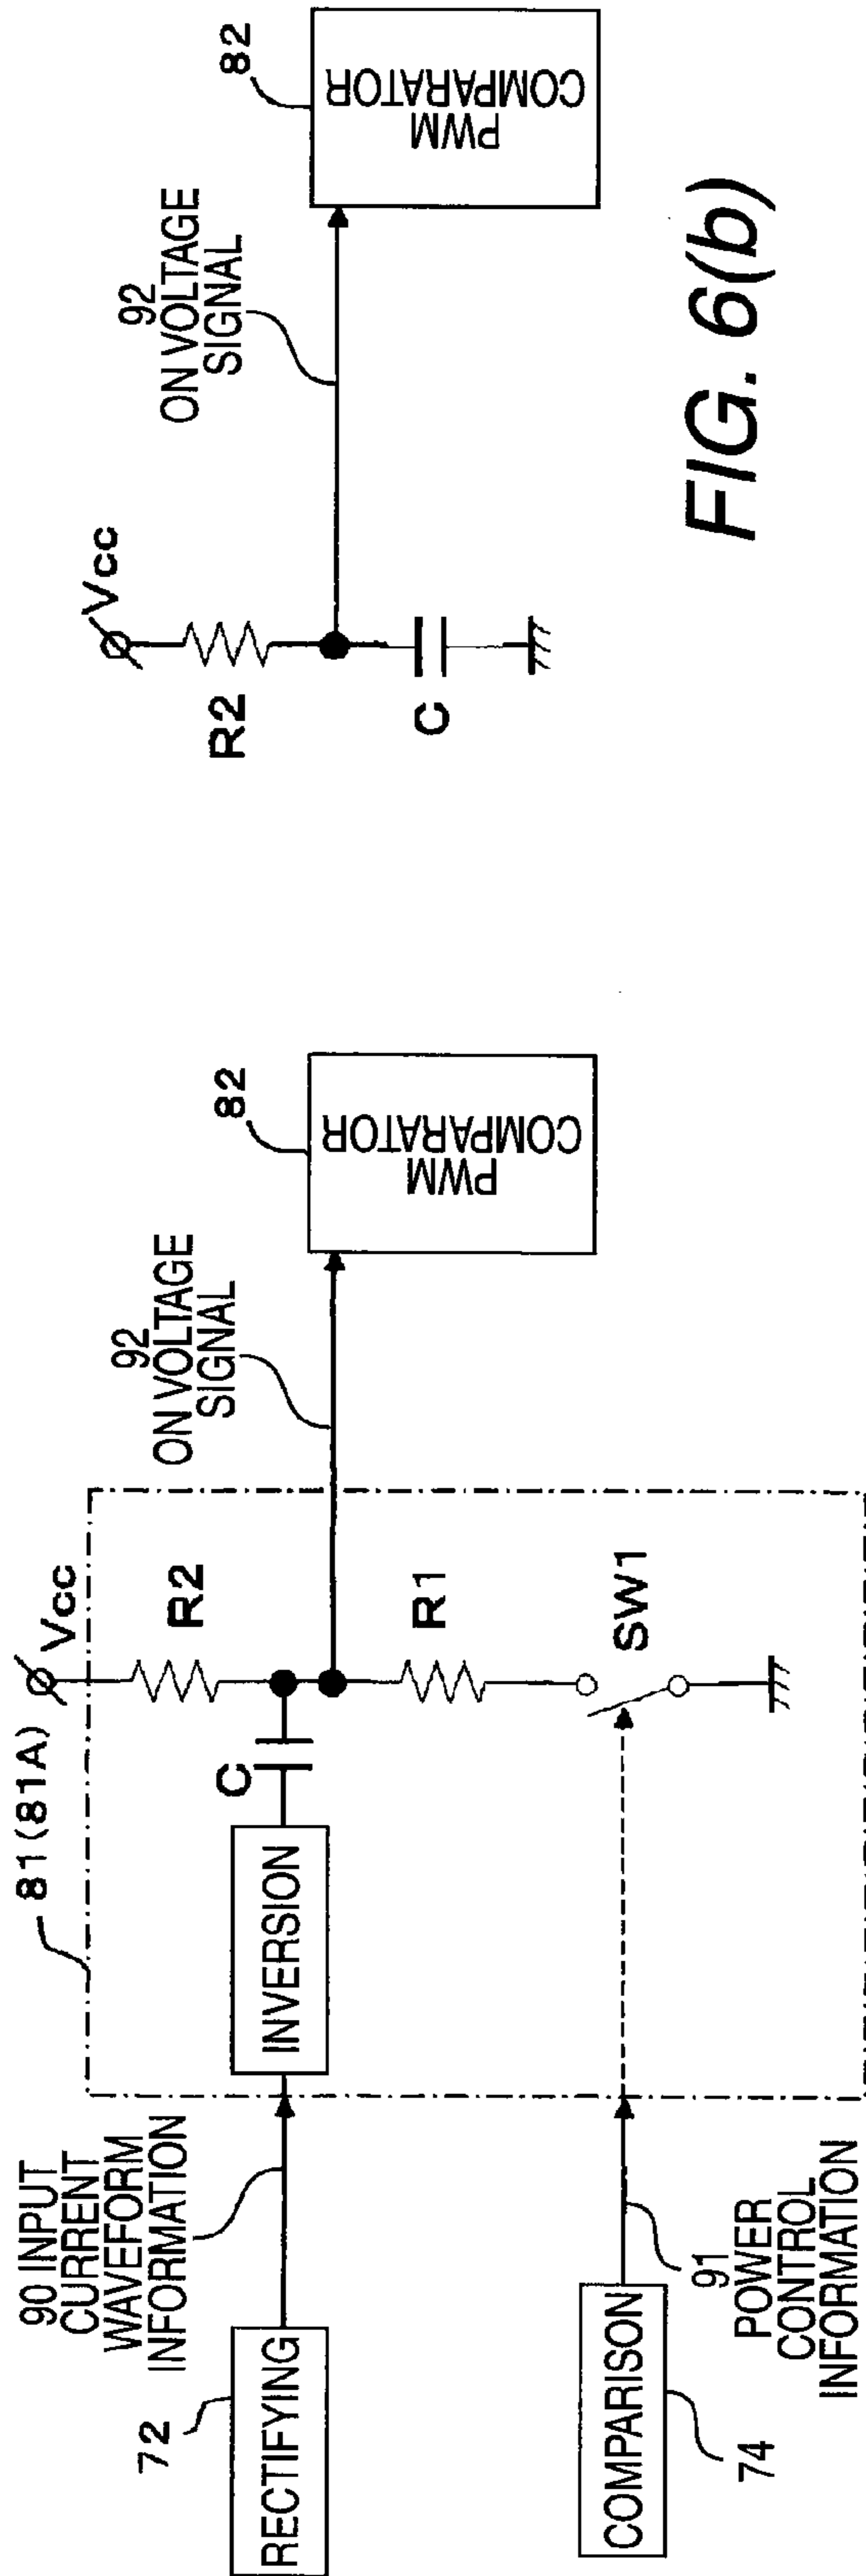 81(81A)
Vcc
90 INPUT
CURRENT
WAVEFORM
INFORMATION
72
RECTIFYING
INVERSION
C
R2
92
ON VOLTAGE
SIGNAL
82
PWM
COMPARATOR
R1
SW1
COMPARISON
74
91
POWER
CONTROL
INFORMATION
Vcc
R2
C
92
ON VOLTAGE
SIGNAL
82
PWM
COMPARATOR
FIG. 6(b)